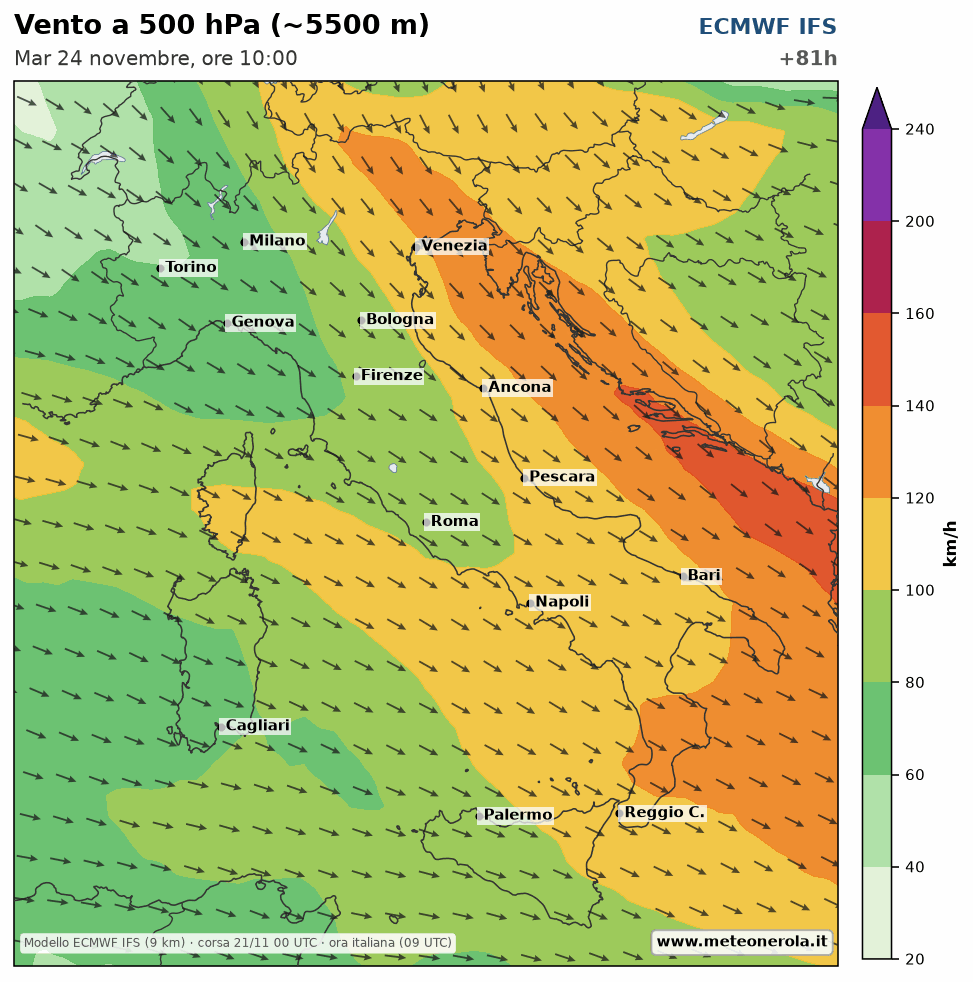 Vento a 500 hPa (~5500 m)
ECMWF IFS
Mar 24 novembre, ore 10:00
+81h
Milano
Venezia
Torino
Genova
Bologna
Firenze
Ancona
Pescara
Roma
Bari
Napoli
Cagliari
Palermo
Reggio C.
240
200
160
140
120
100
80
60
40
20
km/h
Modello ECMWF IFS (9 km) · corsa 21/11 00 UTC · ora italiana (09 UTC)
www.meteonerola.it